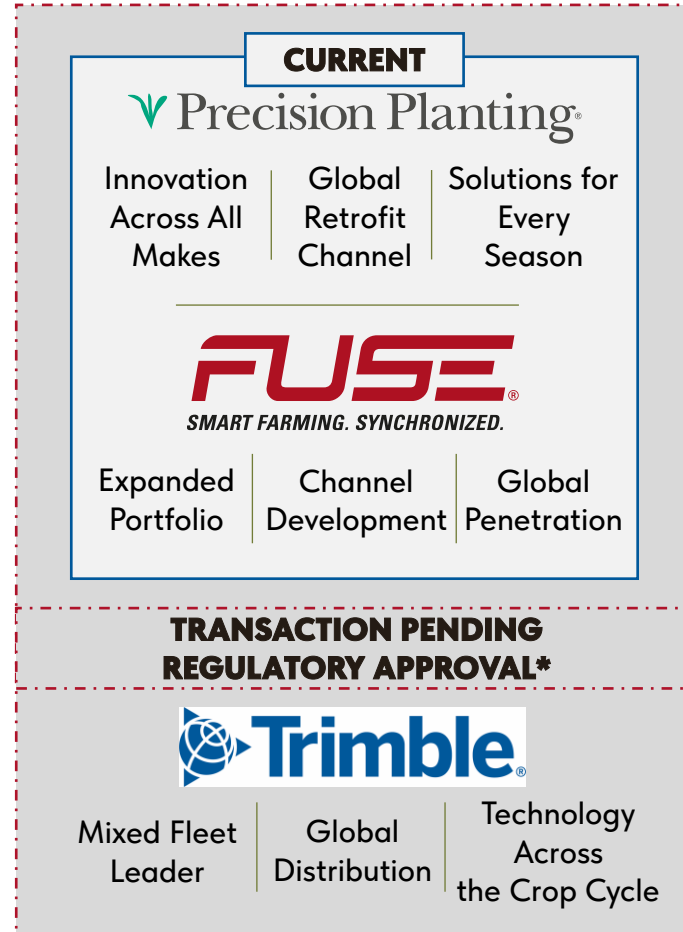 CURRENT
Precision Planting®
Innovation
Across All
Makes
Global
Retrofit
Channel
Solutions for
Every
Season
FUSE®
SMART FARMING. SYNCHRONIZED.
Expanded
Portfolio
Channel
Development
Global
Penetration
TRANSACTION PENDING
REGULATORY APPROVAL*
Trimble®
Mixed Fleet
Leader
Global
Distribution
Technology
Across
the Crop Cycle